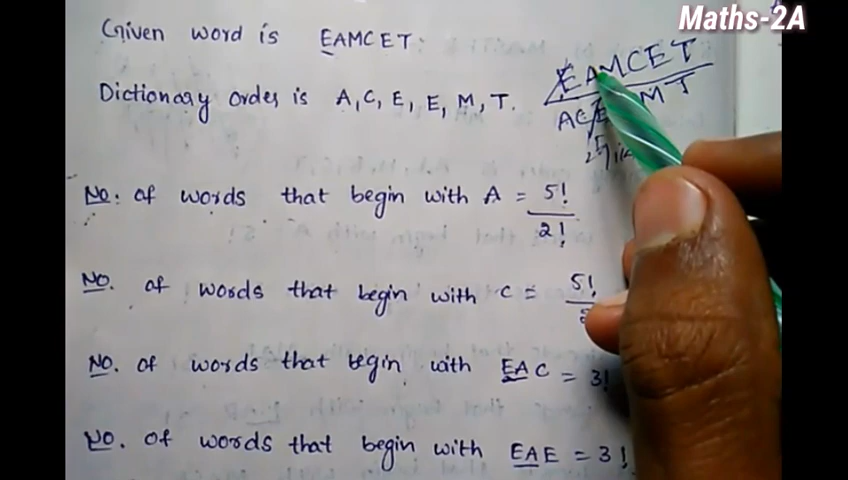 Maths-2A
Given word is EAMCET:
EAMCET
Dictionary order is A, C, E, E, M, T.
ACE MT
No. of words that begin with A = 5!
2!
No. of words that begin with C = 5!
No. of words that begin with EAC = 3!
No. of words that begin with EAE = 3!